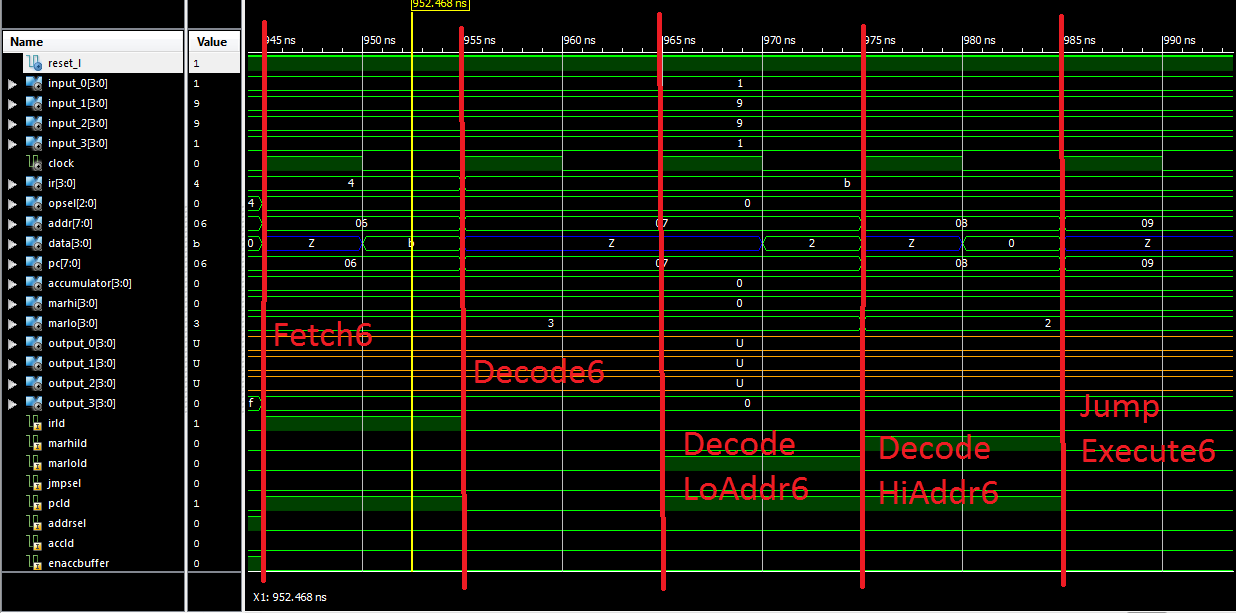 952.468 ns
Name Value 945 ns 950 ns 955 ns 960 ns 965 ns 970 ns 975 ns 980 ns 985 ns 990 ns
reset_l 1
input_0[3:0] 1 1
input_1[3:0] 9 9
input_2[3:0] 9 9
input_3[3:0] 1 1
clock 0
ir[3:0] 4 4 b
opsel[2:0] 0 4 0
addr[7:0] 06 06 07 08 09
data[3:0] b 0 Z b Z 2 Z 0 Z
pc[7:0] 06 06 07 08 09
accumulator[3:0] 0 0
marhi[3:0] 0 0
marlo[3:0] 3 3 2
output_0[3:0] U U
output_1[3:0] U U
output_2[3:0] U U
output_3[3:0] 0 f 0
irld 1
marhild 0
marlold 0
jmpsel 0
pcld 1
addrsel 0
accld 0
enaccbuffer 0
Fetch6
Decode6
Decode
LoAddr6
Decode
HiAddr6
Jump
Execute6
X1: 952.468 ns